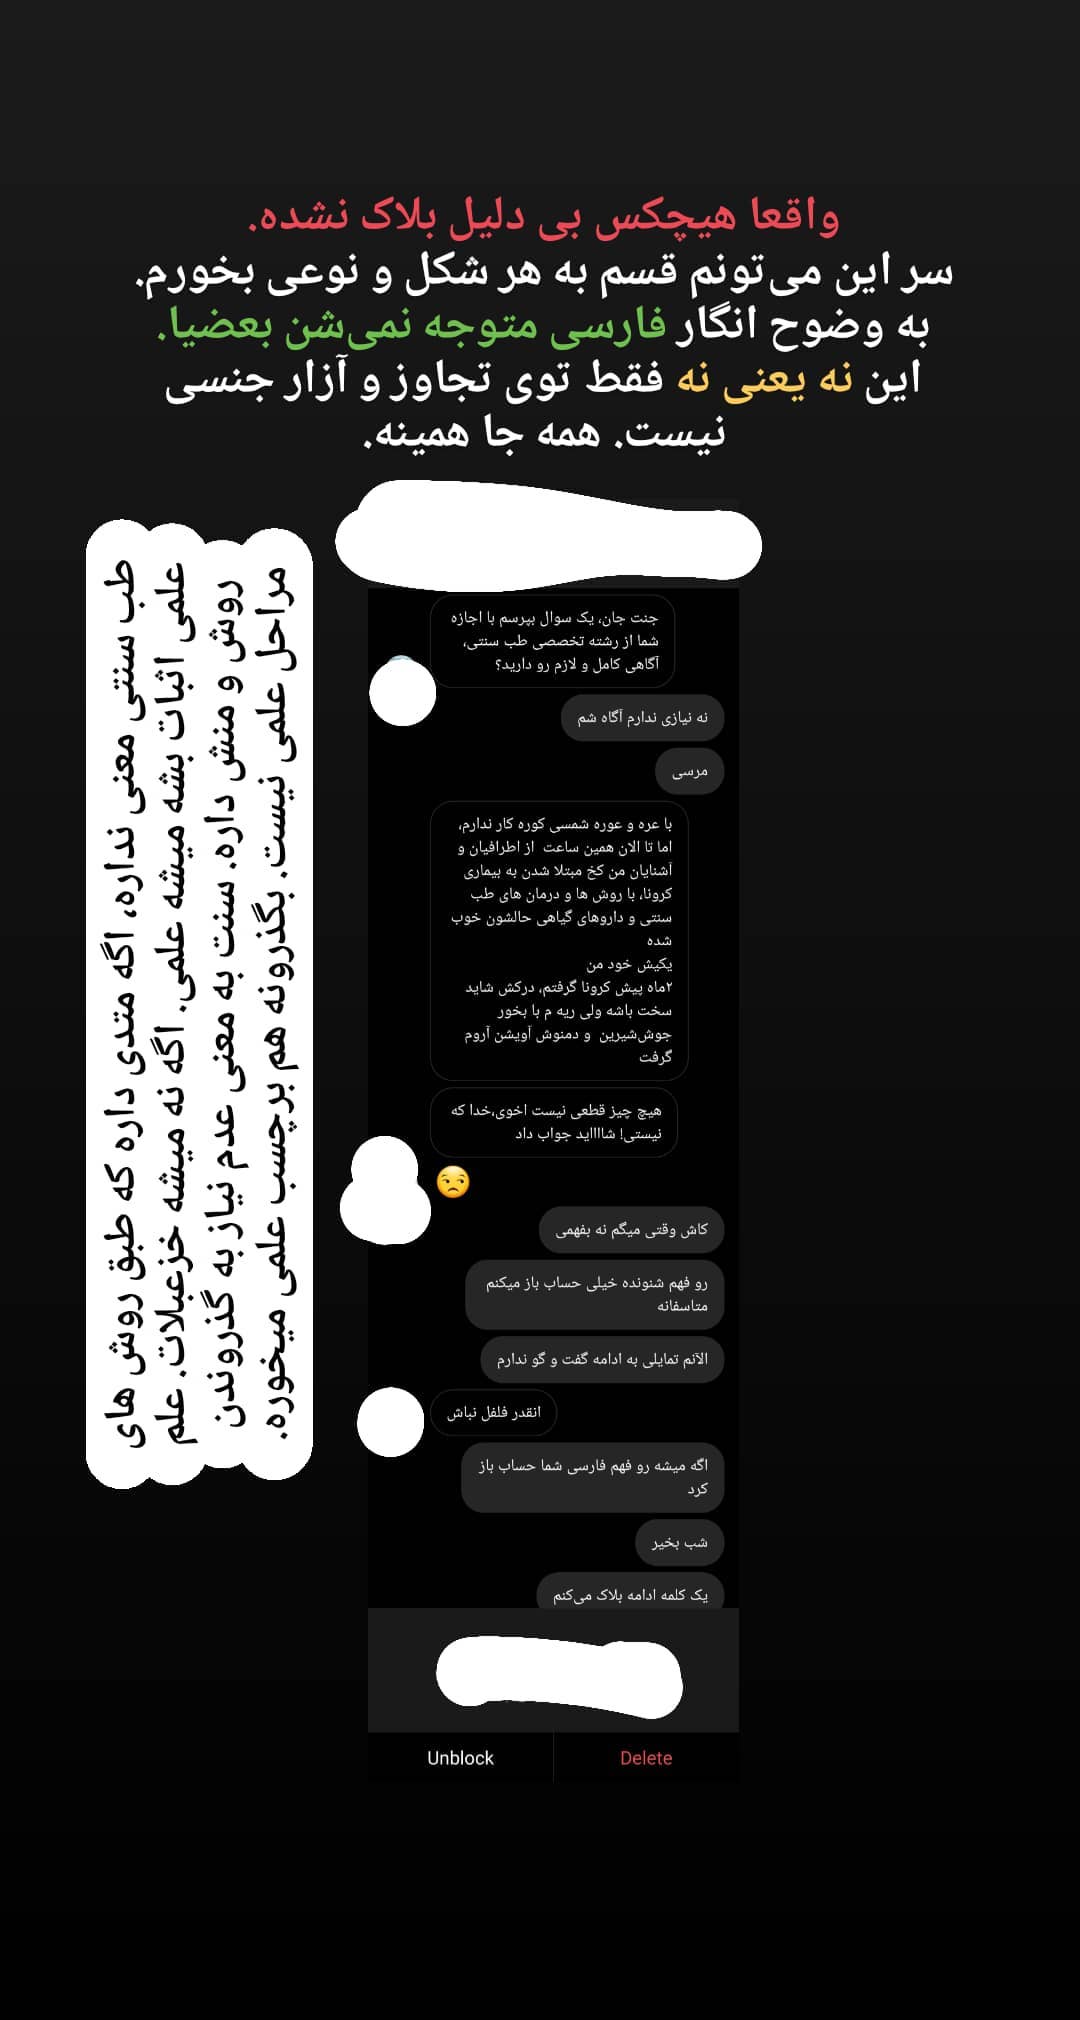 واقعا هیچکس بی دلیل بلاک نشده.
سر این می‌تونم قسم به هر شکل و نوعی بخورم.
به وضوح انگار فارسی متوجه نمی‌شن بعضیا.
این نه یعنی نه فقط توی تجاوز و آزار جنسی
نیست. همه جا همینه.
طب سنتی معنی نداره، اگه متدی داره که طبق روش های
علمی اثبات بشه میشه علمی. اگه نه میشه خزعبلات. علم
روش و منش داره. سنت به معنی عدم نیاز به گذروندن
مراحل علمی نیست. بگذرونه هم برچسب علمی میخوره.
جنت جان، یک سوال بپرسم با اجازه
شما از رشته تخصصی طب سنتی،
آگاهی کامل و لازم رو دارید؟
نه نیازی ندارم آگاه شم
مرسی
با عره و عوره شمسی کوره کار ندارم،
اما تا الان همین ساعت از اطرافیان و
آشنایان من کخ مبتلا شدن به بیماری
کرونا، با روش ها و درمان های طب
سنتی و داروهای گیاهی حالشون خوب
شده
یکیش خود من
۲ماه پیش کرونا گرفتم، درکش شاید
سخت باشه ولی ریه م با بخور
جوش‌شیرین و دمنوش آویشن آروم
گرفت
هیچ چیز قطعی نیست اخوی،خدا که
نیستی! شااااید جواب داد
😒
کاش وقتی میگم نه بفهمی
رو فهم شنونده خیلی حساب باز میکنم
متاسفانه
الآنم تمایلی به ادامه گفت و گو ندارم
انقدر فلفل نباش
اگه میشه رو فهم فارسی شما حساب باز
کرد
شب بخیر
یک کلمه ادامه بلاک می‌کنم
Unblock
Delete